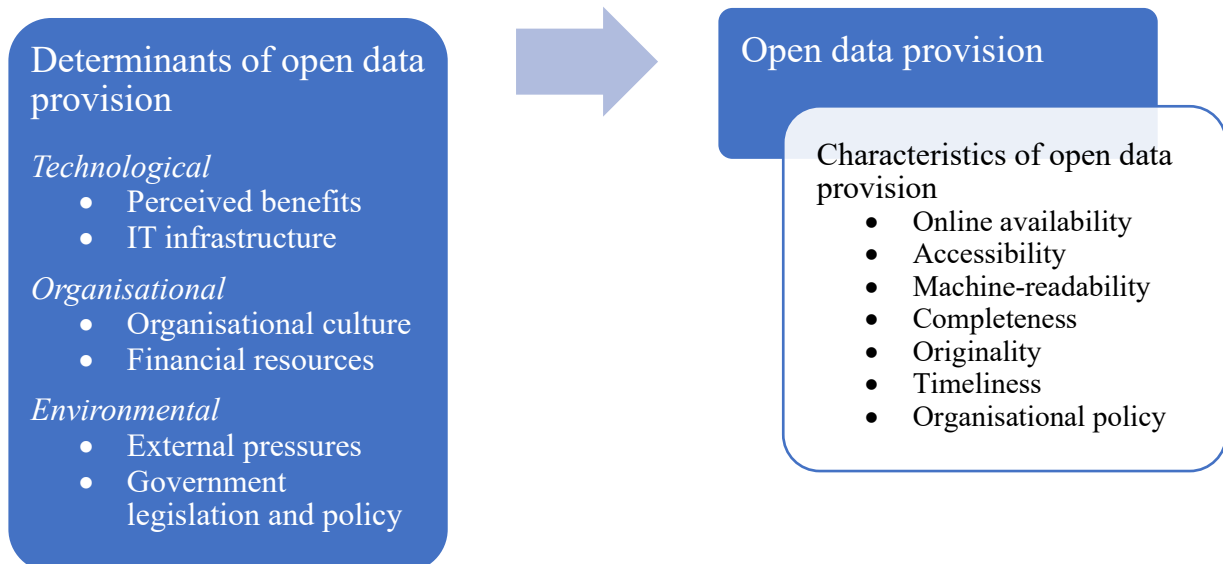 Determinants of open data
provision
Technological
• Perceived benefits
• IT infrastructure
Organisational
• Organisational culture
• Financial resources
Environmental
• External pressures
• Government
legislation and policy
Open data provision
Characteristics of open data
provision
• Online availability
• Accessibility
• Machine-readability
• Completeness
• Originality
• Timeliness
• Organisational policy